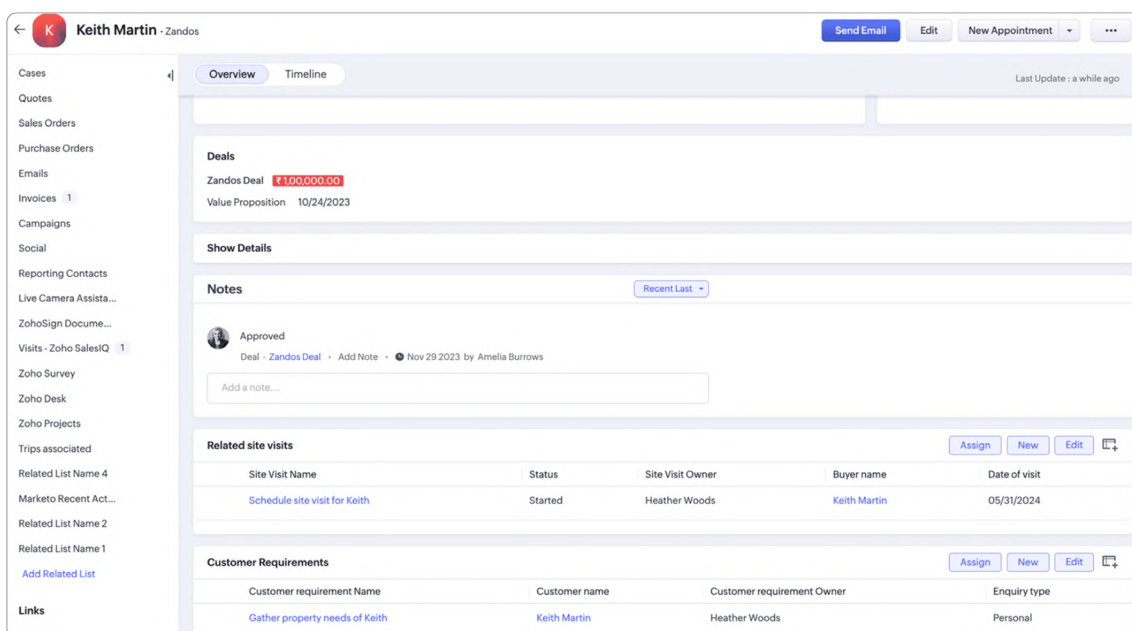 K Keith Martin - Zandos
Send Email Edit New Appointment
Cases
Quotes
Sales Orders
Purchase Orders
Emails
Invoices 1
Campaigns
Social
Reporting Contacts
Live Camera Assista...
ZohoSign Docume...
Visits - Zoho SalesIQ 1
Zoho Survey
Zoho Desk
Zoho Projects
Trips associated
Related List Name 4
Marketo Recent Act...
Related List Name 2
Related List Name 1
Add Related List
Links
Overview Timeline
Last Update : a while ago
Deals
Zandos Deal ₹ 1,00,000.00
Value Proposition 10/24/2023
Show Details
Notes Recent Last
Approved
Deal - Zandos Deal • Add Note • Nov 29 2023 by Amelia Burrows
Add a note...
Related site visits Assign New Edit
Site Visit Name Status Site Visit Owner Buyer name Date of visit
Schedule site visit for Keith Started Heather Woods Keith Martin 05/31/2024
Customer Requirements Assign New Edit
Customer requirement Name Customer name Customer requirement Owner Enquiry type
Gather property needs of Keith Keith Martin Heather Woods Personal